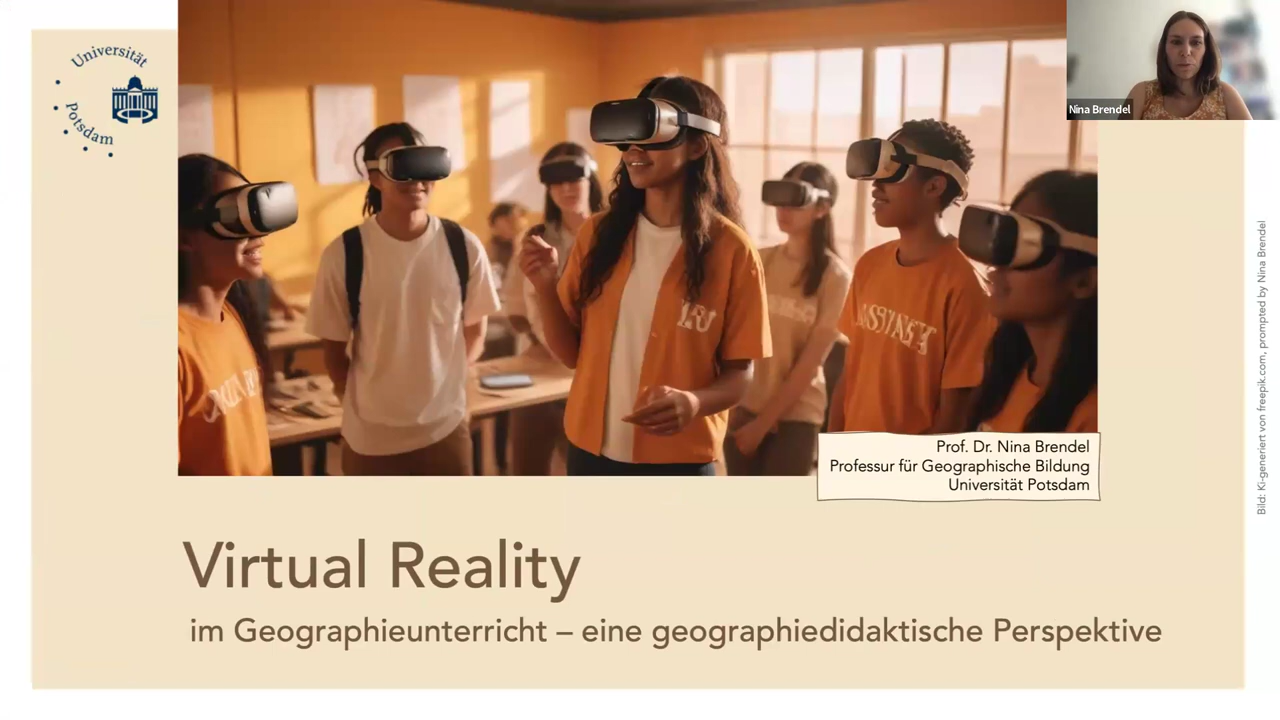 Universität
Potsdam
Nina Brendel
Prof. Dr. Nina Brendel
Professur für Geographische Bildung
Universität Potsdam
Virtual Reality
im Geographieunterricht – eine geographiedidaktische Perspektive
Bild: Ki-generiert von freepik.com, prompted by Nina Brendel